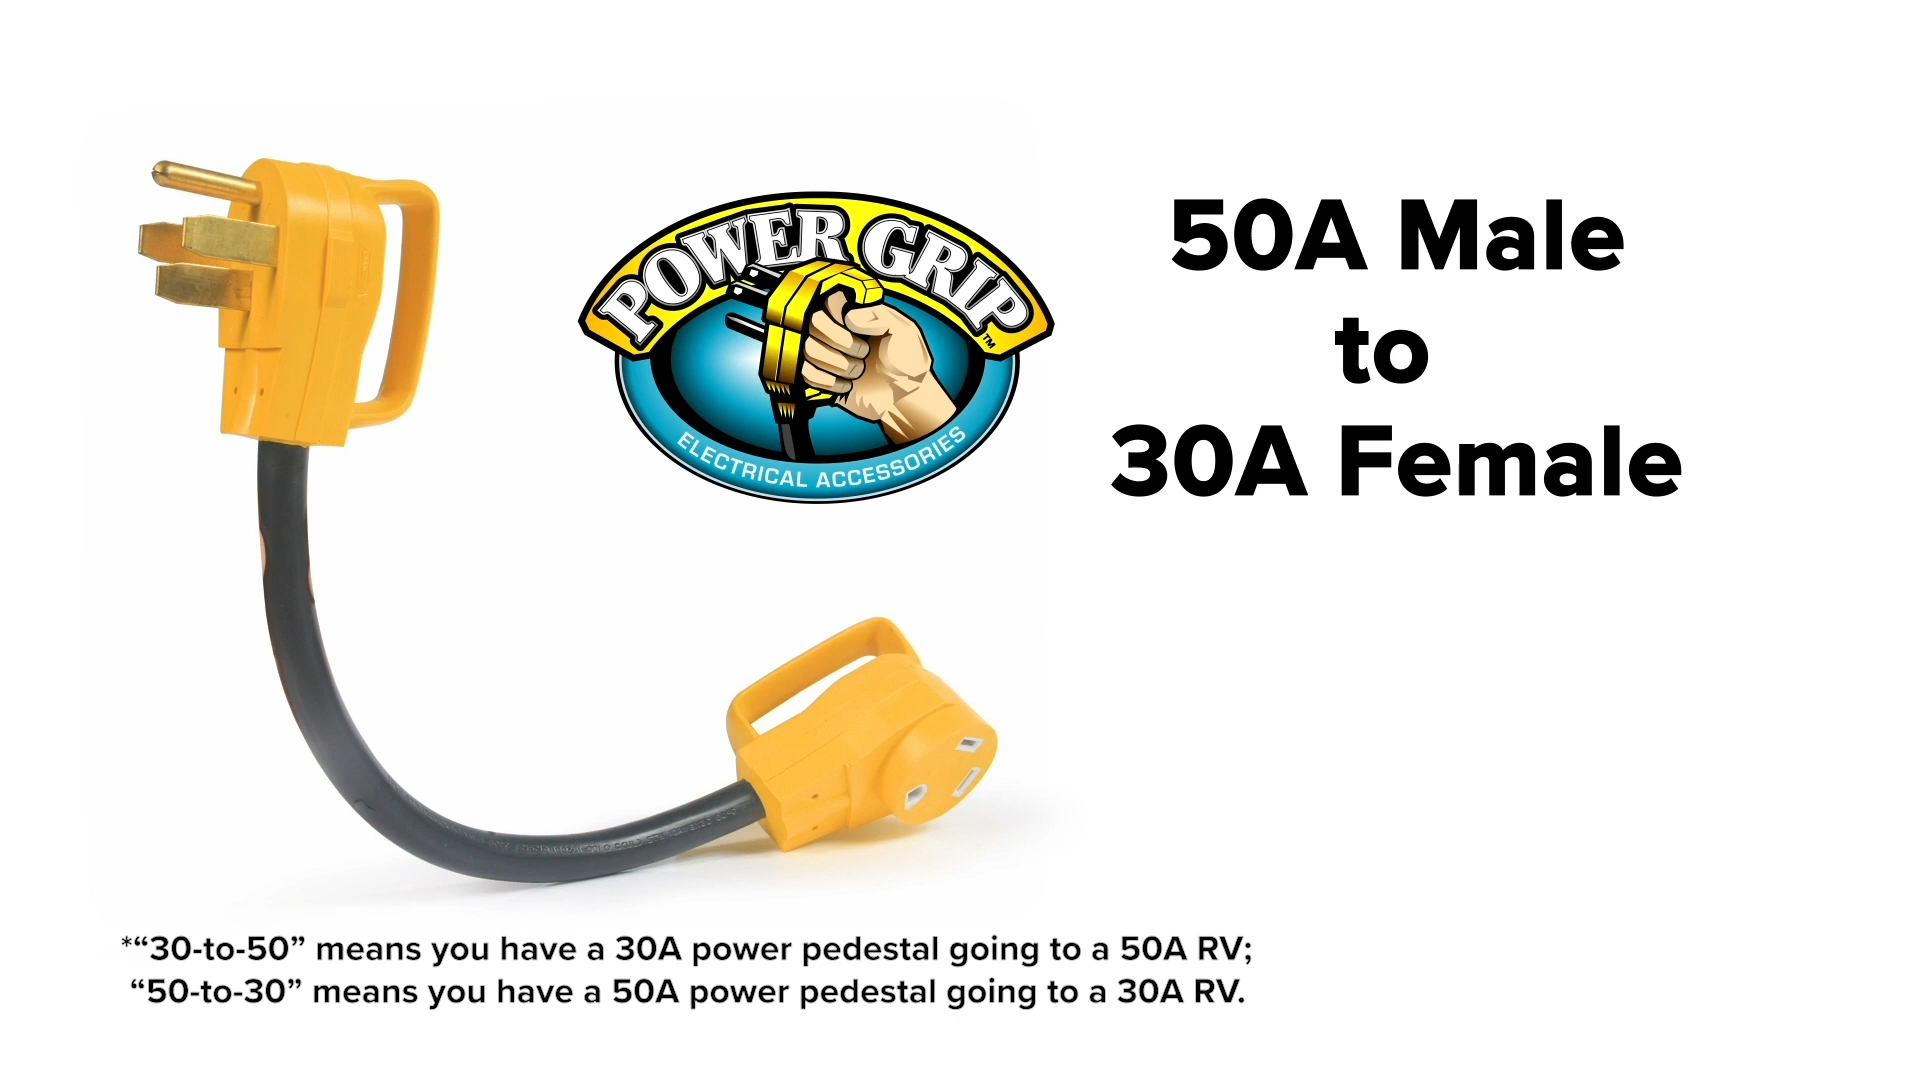 POWER GRIP™
ELECTRICAL ACCESSORIES
50A Male
to
30A Female
*“30-to-50” means you have a 30A power pedestal going to a 50A RV;
“50-to-30” means you have a 50A power pedestal going to a 30A RV.